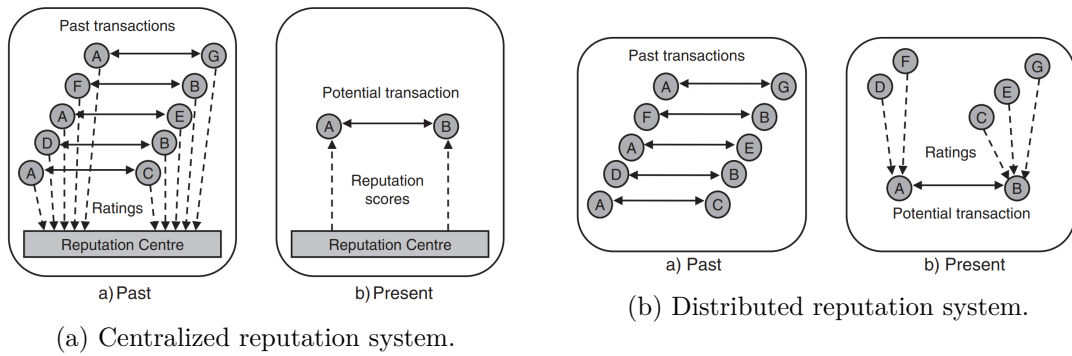 Past transactions
A G
F B
A E
D B
A C
Ratings
Reputation Centre
a) Past
Potential transaction
A B
Reputation
scores
Reputation Centre
b) Present
(a) Centralized reputation system.
Past transactions
A G
F B
A E
D B
A C
a) Past
F G
D E
C
Ratings
A B
Potential transaction
b) Present
(b) Distributed reputation system.